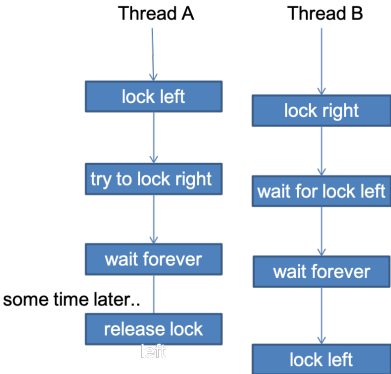 Thread A
Thread B
lock left
lock right
try to lock right
wait for lock left
wait forever
wait forever
some time later..
release lock
left
lock left